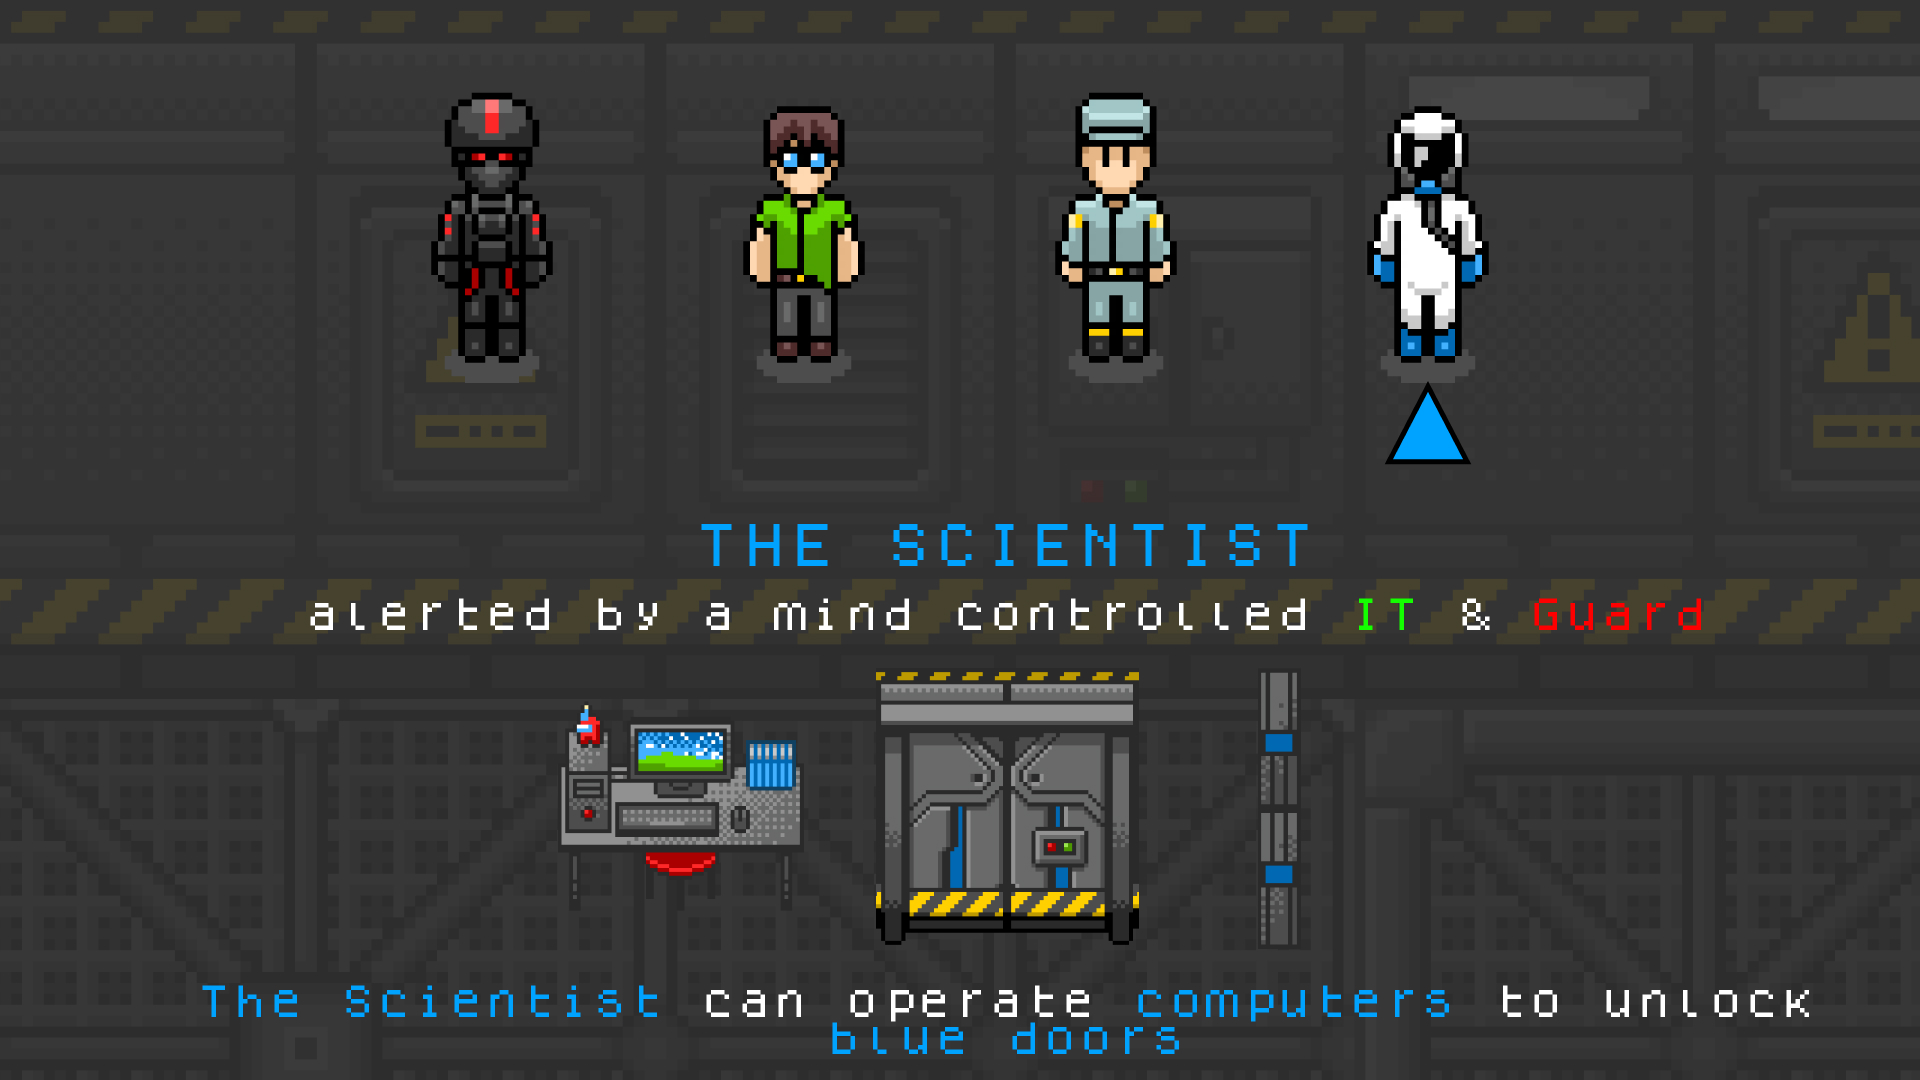 THE SCIENTIST
alerted by a mind controlled IT & Guard
The Scientist can operate computers to unlock
blue doors